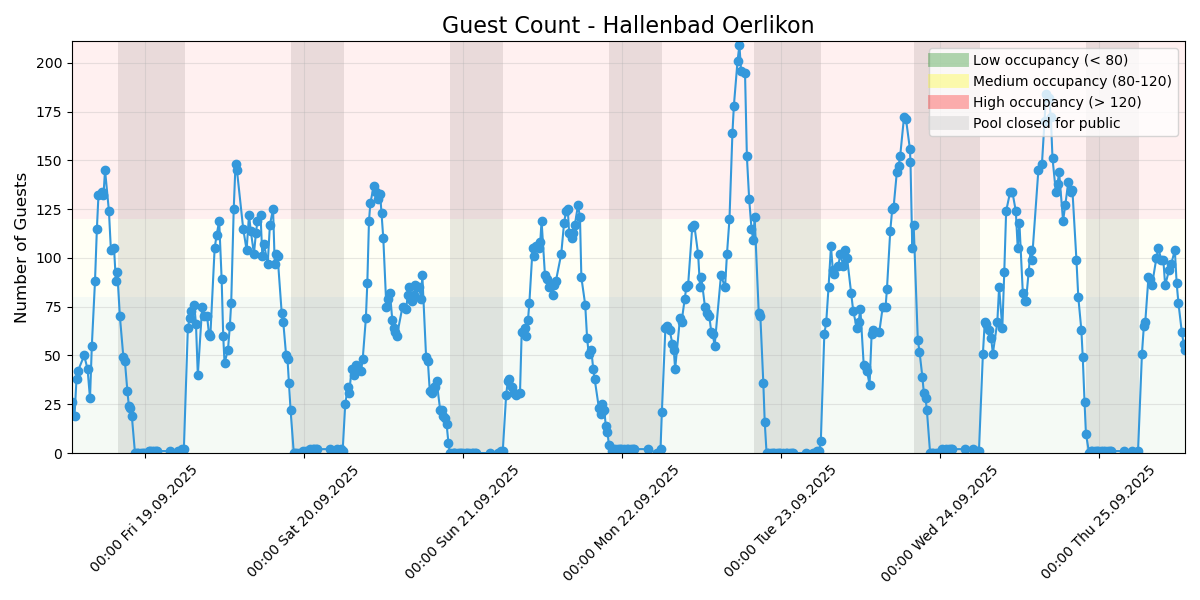 Guest Count - Hallenbad Oerlikon
Number of Guests
200
175
150
125
100
75
50
25
0
Low occupancy (< 80)
Medium occupancy (80-120)
High occupancy (> 120)
Pool closed for public
00:00 Fri 19.09.2025
00:00 Sat 20.09.2025
00:00 Sun 21.09.2025
00:00 Mon 22.09.2025
00:00 Tue 23.09.2025
00:00 Wed 24.09.2025
00:00 Thu 25.09.2025